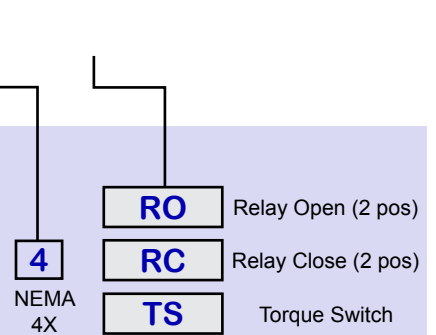 RO Relay Open (2 pos)
4 RC Relay Close (2 pos)
NEMA
4X
TS Torque Switch